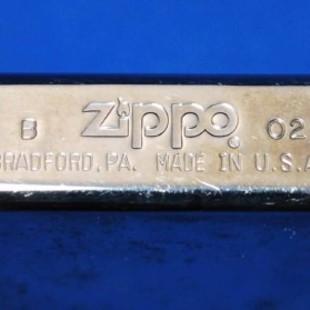 B zippo® 02
BRADFORD, PA. MADE IN U.S.A